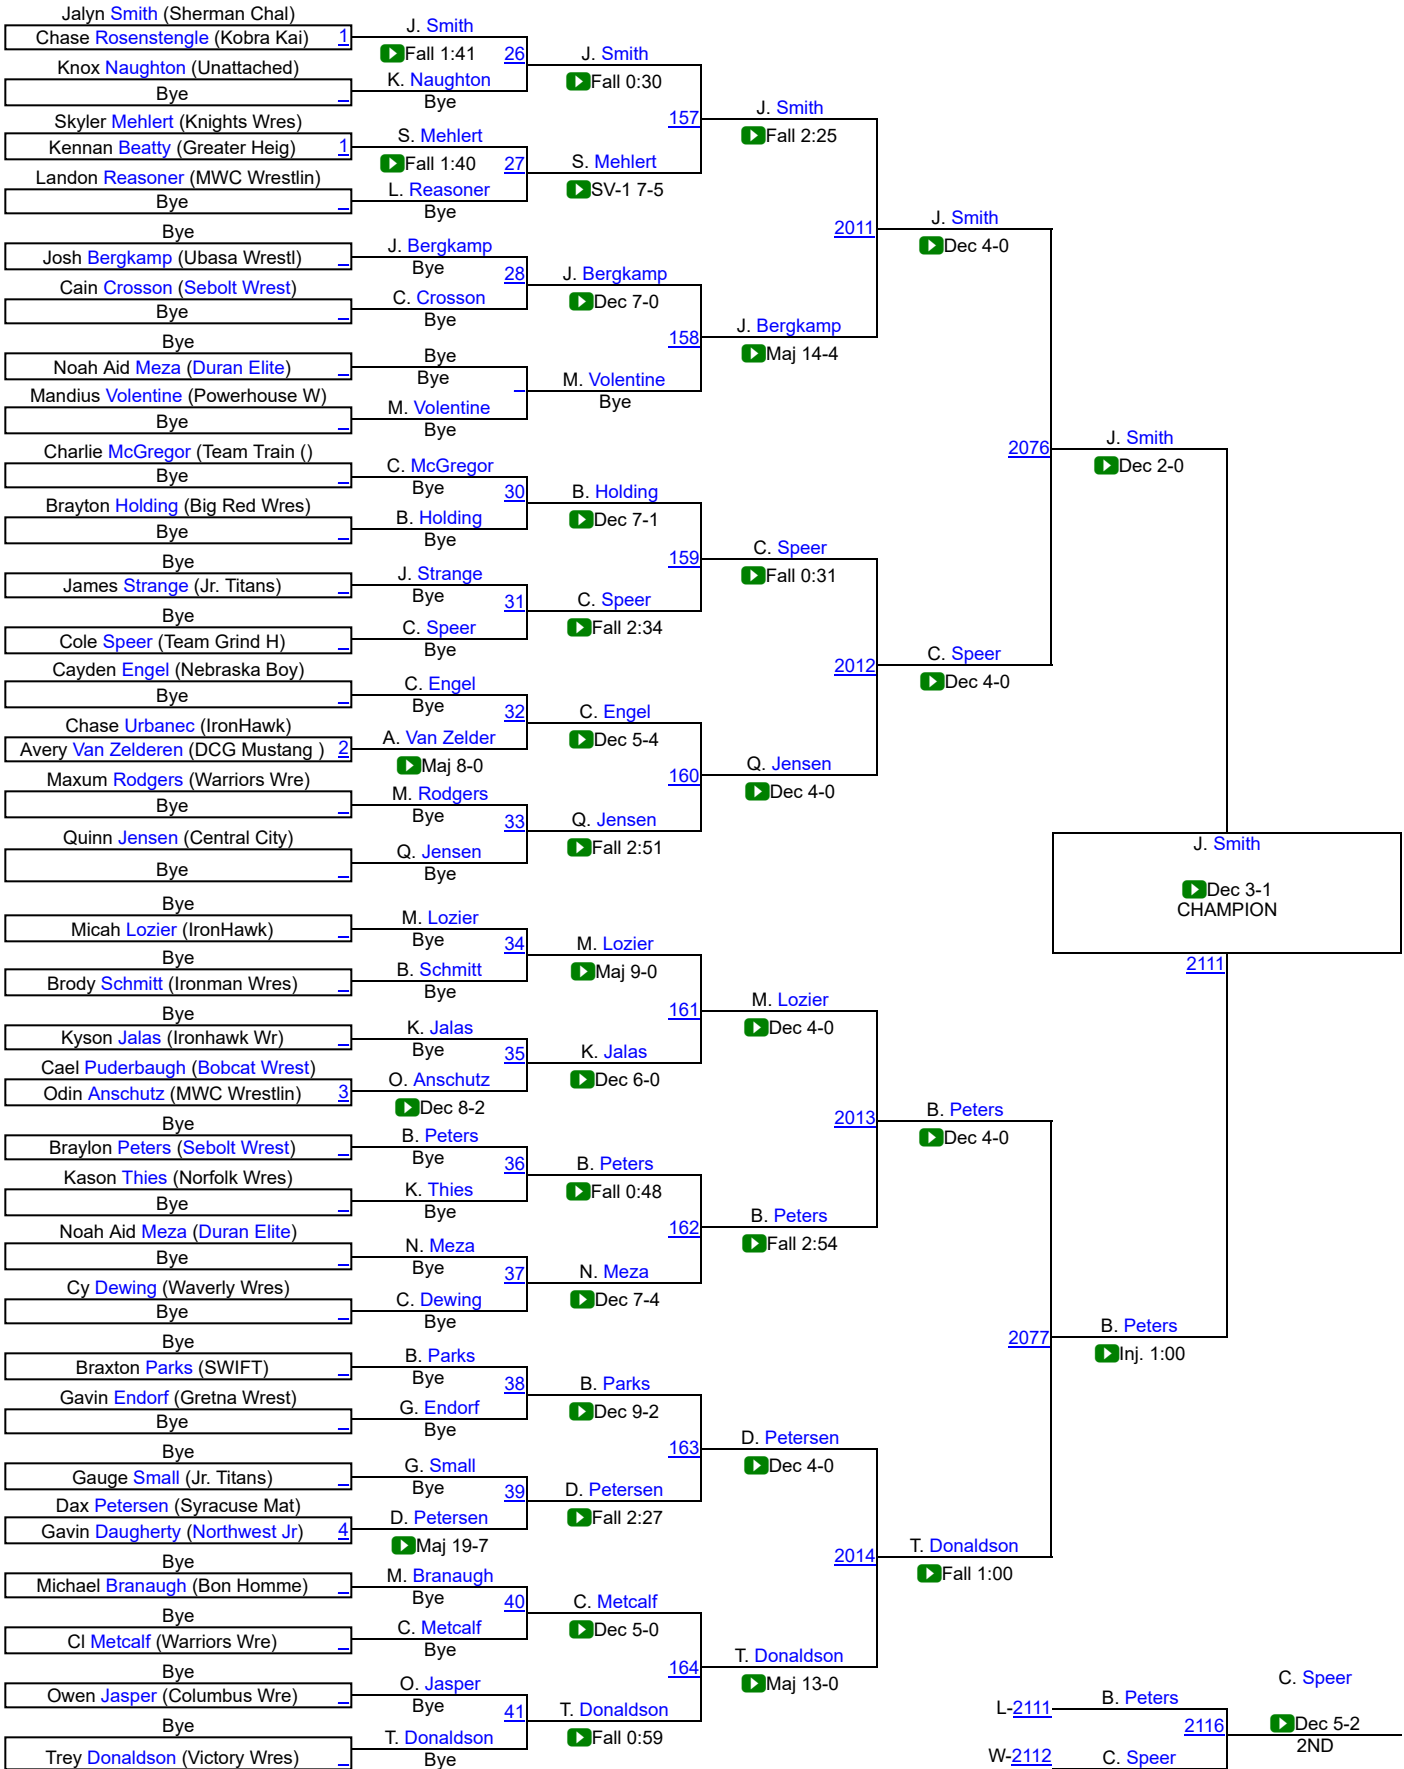 Jalyn Smith (Sherman Chal)
Chase Rosenstengle (Kobra Kai) 1
Knox Naughton (Unattached)
Bye
Skyler Mehlert (Knights Wres)
Kennan Beatty (Greater Heig) 1
Landon Reasoner (MWC Wrestlin)
Bye
Bye
Josh Bergkamp (Ubasa Wrestl)
Cain Crosson (Sebolt Wrest)
Bye
Bye
Noah Aid Meza (Duran Elite)
Mandius Volentine (Powerhouse W)
Bye
Charlie McGregor (Team Train ()
Bye
Brayton Holding (Big Red Wres)
Bye
Bye
James Strange (Jr. Titans)
Bye
Cole Speer (Team Grind H)
Cayden Engel (Nebraska Boy)
Bye
Chase Urbanec (IronHawk)
Avery Van Zelderen (DCG Mustang ) 2
Maxum Rodgers (Warriors Wre)
Bye
Quinn Jensen (Central City)
Bye
Bye
Micah Lozier (IronHawk)
Bye
Brody Schmitt (Ironman Wres)
Bye
Kyson Jalas (Ironhawk Wr)
Cael Puderbaugh (Bobcat Wrest)
Odin Anschutz (MWC Wrestlin) 3
Bye
Braylon Peters (Sebolt Wrest)
Kason Thies (Norfolk Wres)
Bye
Noah Aid Meza (Duran Elite)
Bye
Cy Dewing (Waverly Wres)
Bye
Bye
Braxton Parks (SWIFT)
Gavin Endorf (Gretna Wrest)
Bye
Bye
Gauge Small (Jr. Titans)
Dax Petersen (Syracuse Mat)
Gavin Daugherty (Northwest Jr) 4
Bye
Michael Branaugh (Bon Homme)
Bye
Cl Metcalf (Warriors Wre)
Bye
Owen Jasper (Columbus Wre)
Bye
Trey Donaldson (Victory Wres)
J. Smith
Fall 1:41
26
K. Naughton
Bye
S. Mehlert
Fall 1:40
27
L. Reasoner
Bye
J. Bergkamp
Bye
28
C. Crosson
Bye
Bye
Bye
M. Volentine
Bye
C. McGregor
Bye
30
B. Holding
Bye
J. Strange
Bye
31
C. Speer
Bye
C. Engel
Bye
32
A. Van Zelder
Maj 8-0
M. Rodgers
Bye
33
Q. Jensen
Bye
M. Lozier
Bye
34
B. Schmitt
Bye
K. Jalas
Bye
35
O. Anschutz
Dec 8-2
B. Peters
Bye
36
K. Thies
Bye
N. Meza
Bye
37
C. Dewing
Bye
B. Parks
Bye
38
G. Endorf
Bye
G. Small
Bye
39
D. Petersen
Maj 19-7
M. Branaugh
Bye
40
C. Metcalf
Bye
O. Jasper
Bye
41
T. Donaldson
Bye
J. Smith
Fall 0:30
157
S. Mehlert
SV-1 7-5
J. Bergkamp
Dec 7-0
158
M. Volentine
Bye
B. Holding
Dec 7-1
159
C. Speer
Fall 2:34
C. Engel
Dec 5-4
160
Q. Jensen
Fall 2:51
M. Lozier
Maj 9-0
161
K. Jalas
Dec 6-0
B. Peters
Fall 0:48
162
N. Meza
Dec 7-4
B. Parks
Dec 9-2
163
D. Petersen
Fall 2:27
C. Metcalf
Dec 5-0
164
T. Donaldson
Fall 0:59
J. Smith
Fall 2:25
2011
J. Bergkamp
Maj 14-4
C. Speer
Fall 0:31
2012
Q. Jensen
Dec 4-0
M. Lozier
Dec 4-0
2013
B. Peters
Fall 2:54
D. Petersen
Dec 4-0
2014
T. Donaldson
Maj 13-0
J. Smith
Dec 4-0
2076
C. Speer
Dec 4-0
B. Peters
Dec 4-0
2077
T. Donaldson
Fall 1:00
J. Smith
Dec 2-0
B. Peters
Inj. 1:00
J. Smith
Dec 3-1
CHAMPION
2111
C. Speer
L-2111 B. Peters
2116 Dec 5-2
2ND
W-2112 C. Speer